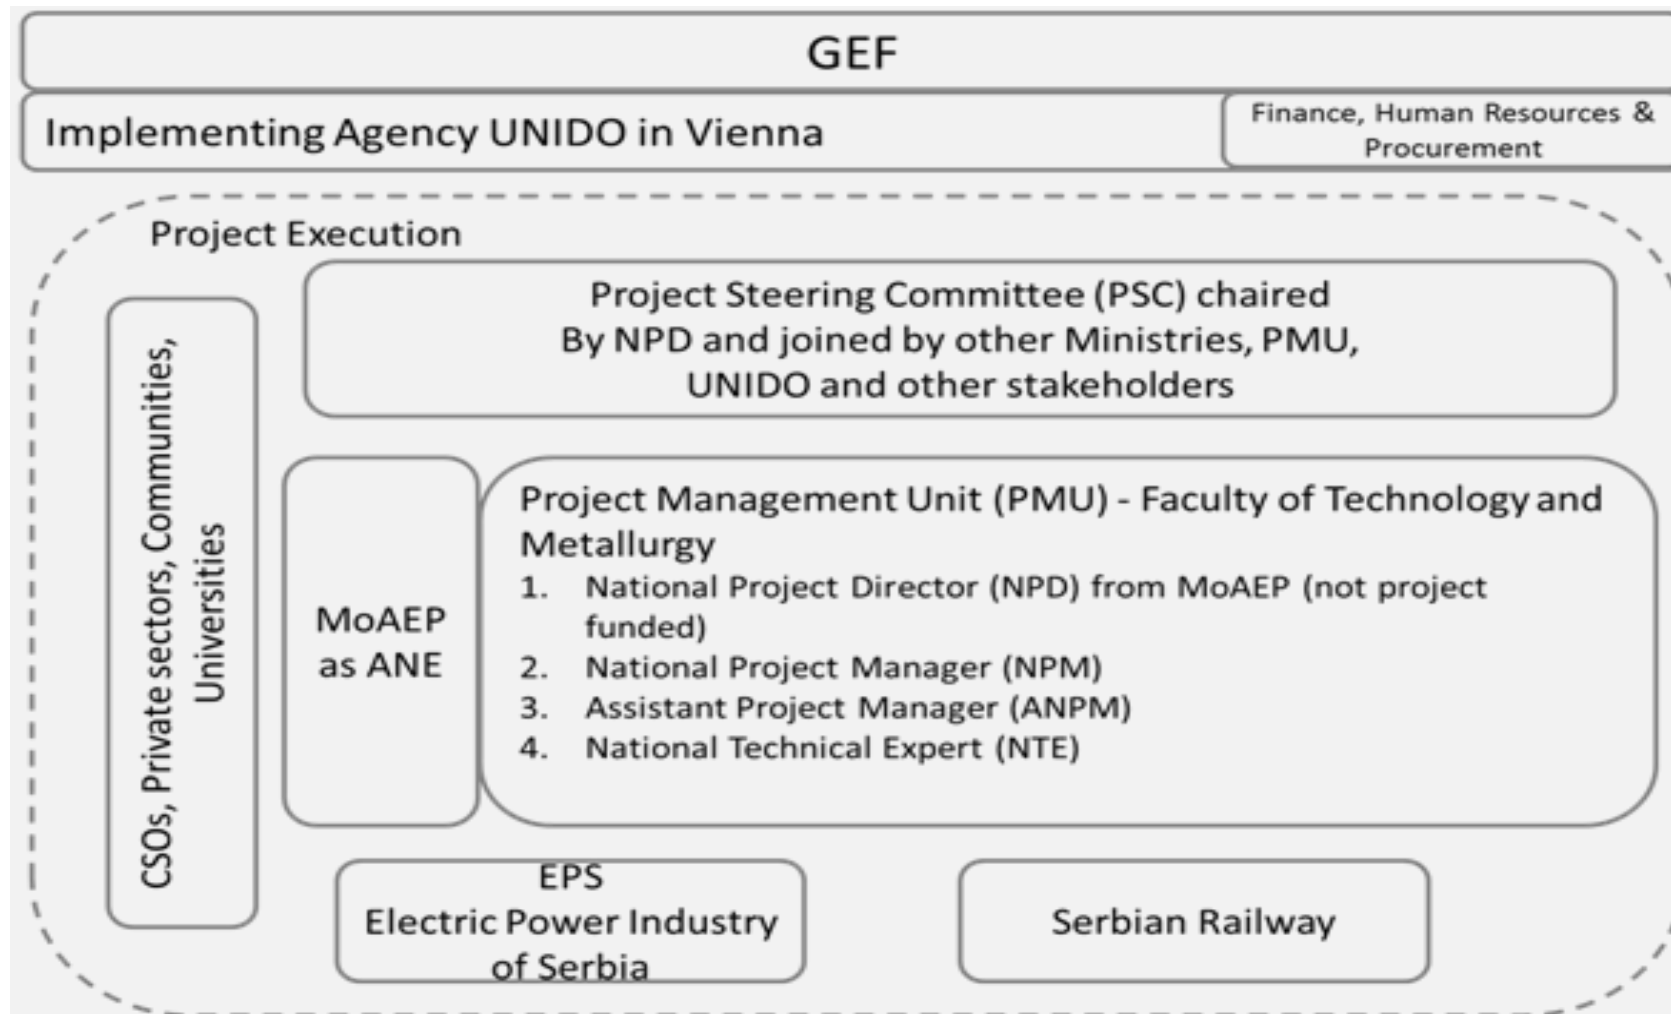 GEF
Implementing Agency UNIDO in Vienna
Finance, Human Resources &
Procurement
Project Execution
Project Steering Committee (PSC) chaired
By NPD and joined by other Ministries, PMU,
UNIDO and other stakeholders
CSOs, Private sectors, Communities,
Universities
MoAEP
as ANE
Project Management Unit (PMU) - Faculty of Technology and
Metallurgy
1. National Project Director (NPD) from MoAEP (not project
funded)
2. National Project Manager (NPM)
3. Assistant Project Manager (ANPM)
4. National Technical Expert (NTE)
EPS
Electric Power Industry
of Serbia
Serbian Railway